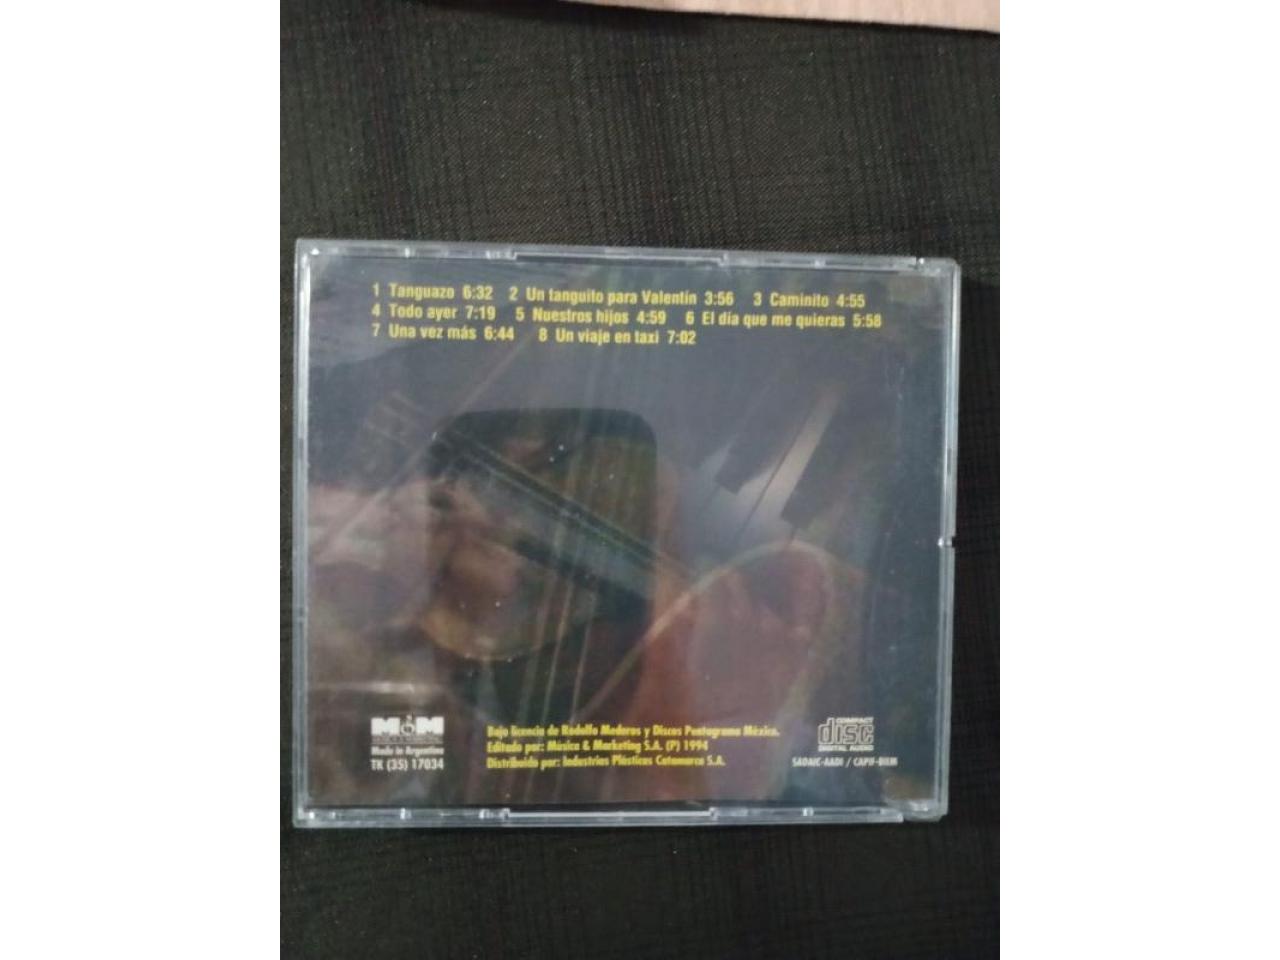 1 Tanguazo 6:32 2 Un tanguito para Valentín 3:56 3 Caminito 4:55
4 Todo ayer 7:19 5 Nuestros hijos 4:59 6 El día que me quieras 5:58
7 Una vez más 6:44 8 Un viaje en taxi 7:02
M&M
Made in Argentina
TK (35) 17034
Bajo licencia de Rodolfo Mederos y Discos Pentagrama México.
Editado por: Música & Marketing S.A. (P) 1994
Distribuido por: Industrias Plásticas Catamarca S.A.
COMPACT
disc
DIGITAL AUDIO
SADAIC-AADI / CAPIF-BIEM